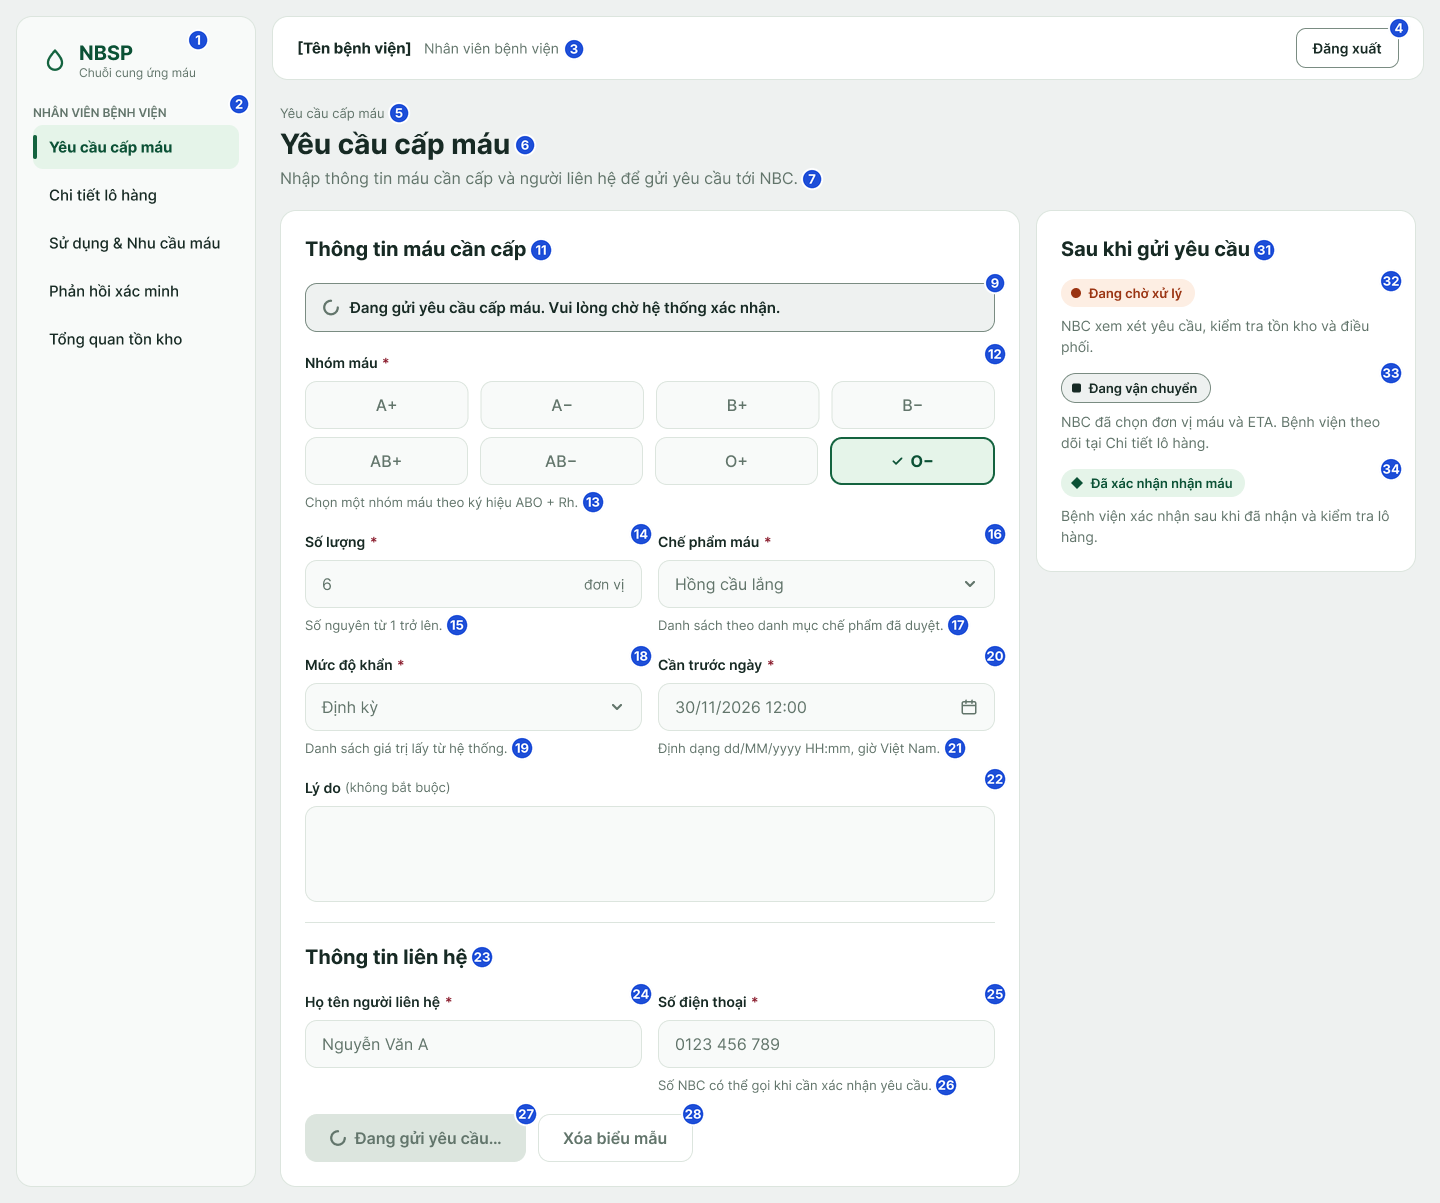 NBSP 1
Chuỗi cung ứng máu
NHÂN VIÊN BỆNH VIỆN 2
Yêu cầu cấp máu
Chi tiết lô hàng
Sử dụng & Nhu cầu máu
Phản hồi xác minh
Tổng quan tồn kho
[Tên bệnh viện] Nhân viên bệnh viện 3
Đăng xuất 4
Yêu cầu cấp máu 5
Yêu cầu cấp máu 6
Nhập thông tin máu cần cấp và người liên hệ để gửi yêu cầu tới NBC. 7
Thông tin máu cần cấp 11
Đang gửi yêu cầu cấp máu. Vui lòng chờ hệ thống xác nhận. 9
Nhóm máu * 12
A+ A− B+ B−
AB+ AB− O+ O−
Chọn một nhóm máu theo ký hiệu ABO + Rh. 13
Số lượng * 14 Chế phẩm máu * 16
6 đơn vị Hồng cầu lắng
Số nguyên từ 1 trở lên. 15 Danh sách theo danh mục chế phẩm đã duyệt. 17
Mức độ khẩn * 18 Cần trước ngày * 20
Định kỳ 30/11/2026 12:00
Danh sách giá trị lấy từ hệ thống. 19 Định dạng dd/MM/yyyy HH:mm, giờ Việt Nam. 21
Lý do (không bắt buộc) 22
Thông tin liên hệ 23
Họ tên người liên hệ * 24 Số điện thoại * 25
Nguyễn Văn A 0123 456 789
Số NBC có thể gọi khi cần xác nhận yêu cầu. 26
Đang gửi yêu cầu... 27 Xóa biểu mẫu 28
Sau khi gửi yêu cầu 31
Đang chờ xử lý 32
NBC xem xét yêu cầu, kiểm tra tồn kho và điều
phối.
Đang vận chuyển 33
NBC đã chọn đơn vị máu và ETA. Bệnh viện theo
dõi tại Chi tiết lô hàng.
Đã xác nhận nhận máu 34
Bệnh viện xác nhận sau khi đã nhận và kiểm tra lô
hàng.